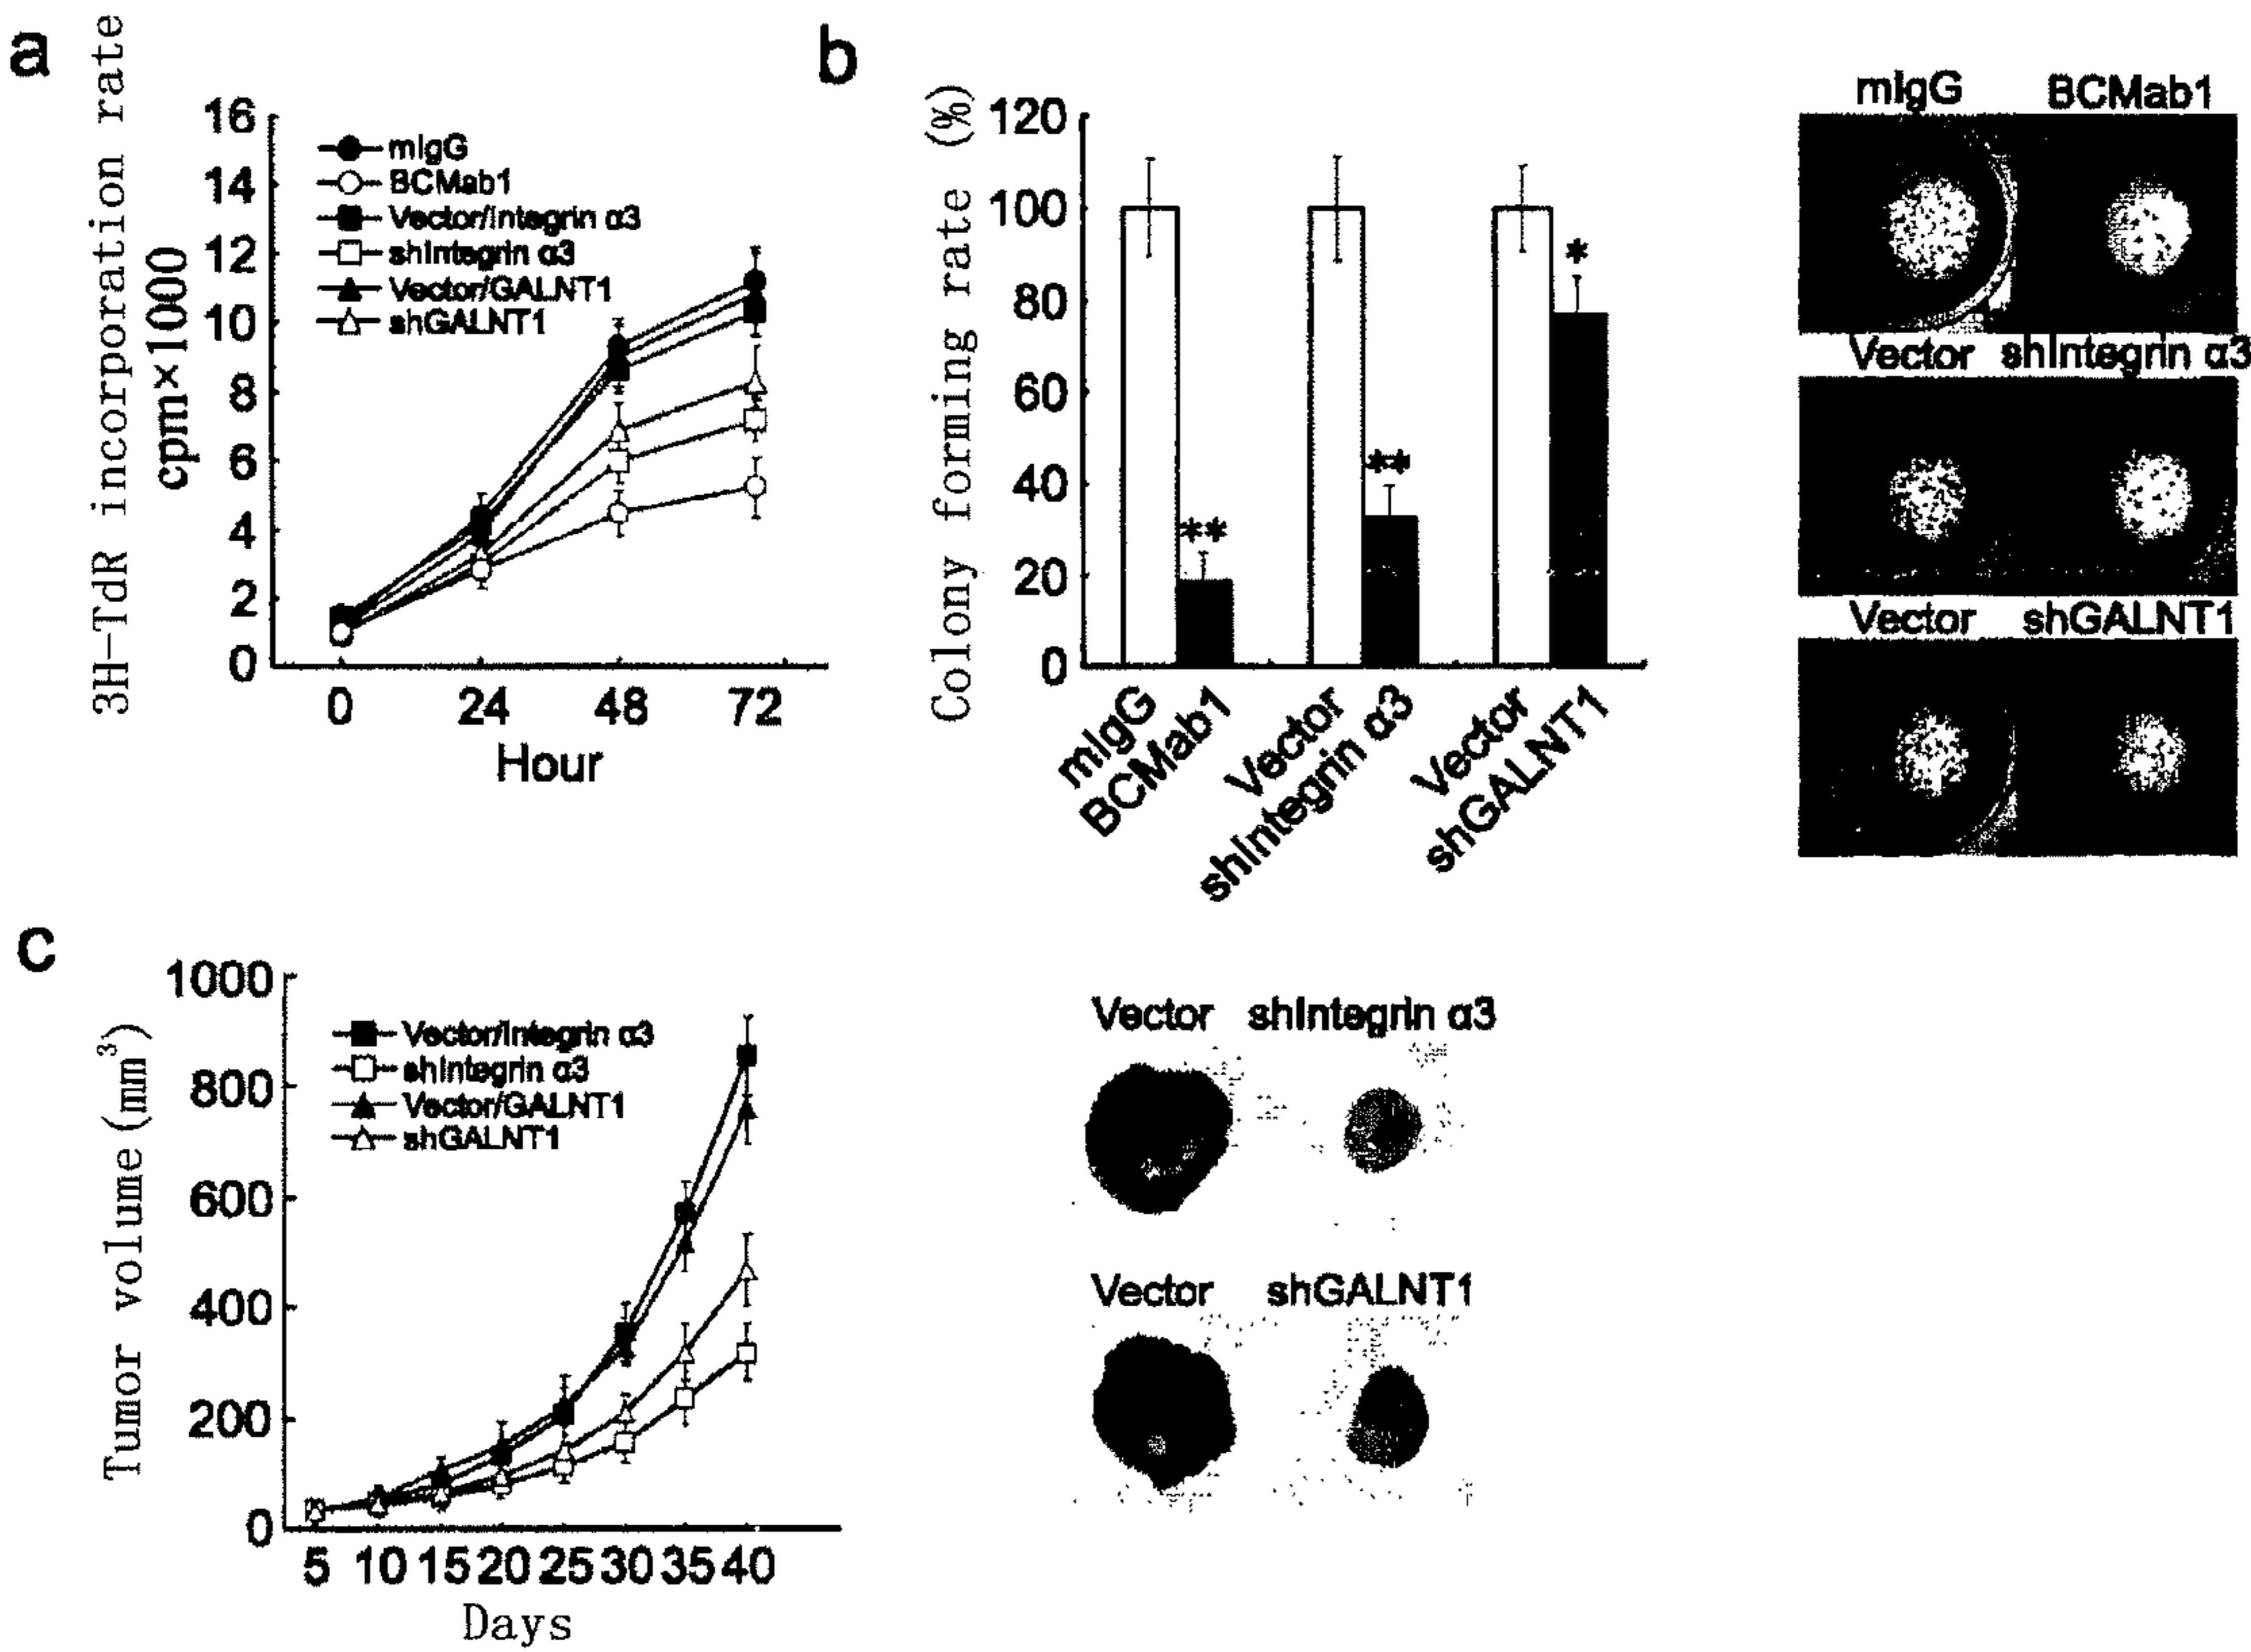 a
3H-TdR incorporation rate
cpm×1000
16
14
12
10
8
6
4
2
0
mIgG
BCMab1
Vector/Integrin α3
shIntegrin α3
Vector/GALNT1
shGALNT1
0 24 48 72
Hour
b
Colony forming rate (%)
120
100
80
60
40
20
0
**
**
*
mIgG
BCMab1
Vector
shIntegrin α3
Vector
shGALNT1
mIgG BCMab1
Vector shIntegrin α3
Vector shGALNT1
c
Tumor volume (mm³)
1000
800
600
400
200
0
Vector/Integrin α3
shIntegrin α3
Vector/GALNT1
shGALNT1
5 10 15 20 25 30 35 40
Days
Vector shIntegrin α3
Vector shGALNT1